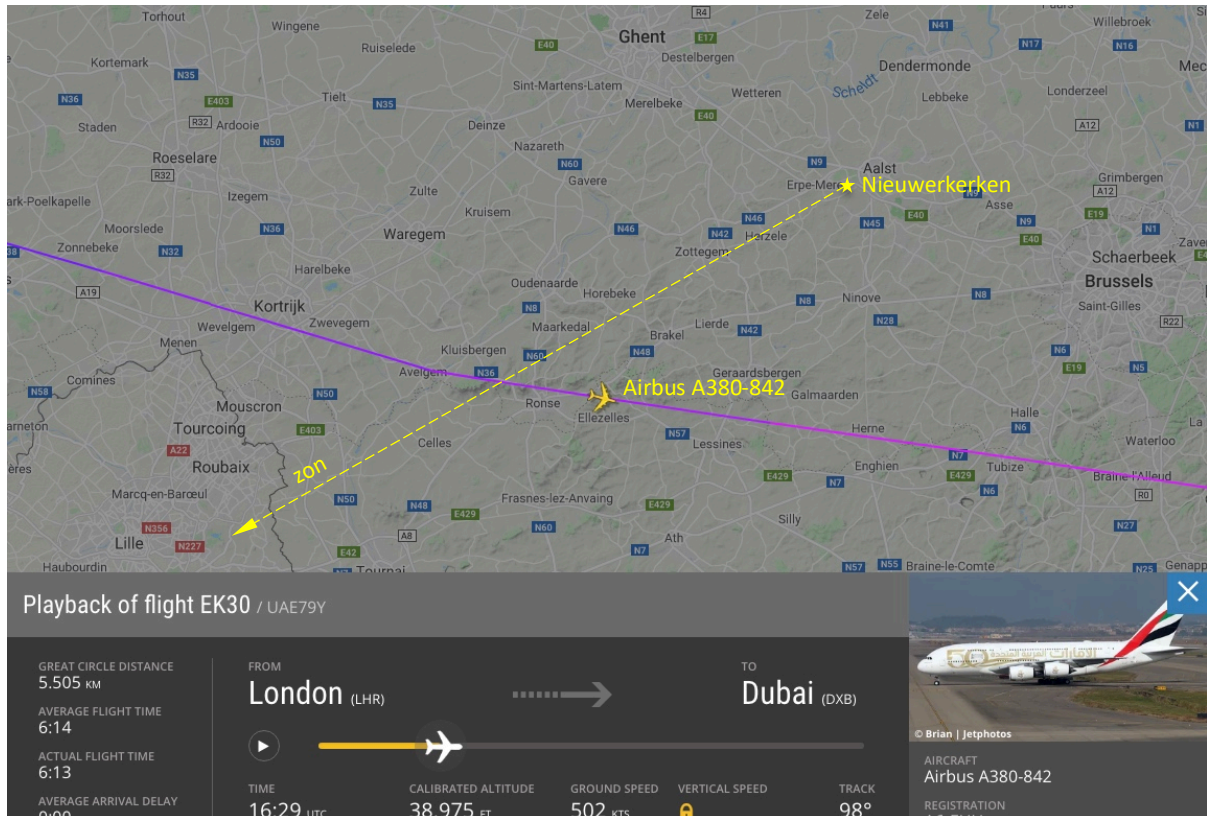 Torhout
Wingene
R4
Zele
N41
Willebroek
Kortemark
Ruiselede
E40
Ghent
E17
Destelbergen
N17
N16
N35
Dendermonde
Mec
N36
E403
Tielt
N35
Sint-Martens-Latem
Merelbeke
Wetteren
Scheldt
Lebbeke
Londerzeel
Staden
R32
Ardooie
Deinze
E40
A12
N1
N50
Nazareth
Roeselare
R32
N60
Gavere
N9
Aalst
Grimbergen
Izegem
Zulte
Erpe-Mere
Nieuwerkerken
N9
A12
ark-Poelkapelle
Kruisem
N46
Asse
E19
Moorslede
N36
Waregem
N46
N42
Herzele
N45
E40
N9
N1
Zonnebeke
N32
Zottegem
E40
Zaver
38
Harelbeke
Schaerbeek
A19
Oudenaarde
Horebeke
N8
Ninove
N8
Brussels
Kortrijk
N8
Saint-Gilles
Wevelgem
Zwevegem
Maarkedal
Lierde
N42
N28
R22
Menen
Brakel
Kluisbergen
N60
N48
N6
Avelgem
N36
Geraardsbergen
E19
N5
Comines
N58
N50
Airbus A380-842
Galmaarden
Mouscron
Ronse
Halle
Ellezelles
N6
La
arneton
Tourcoing
E403
N57
Herne
Waterloo
A22
Celles
Lessines
N7
ères
Roubaix
zon
Enghien
Tubize
E429
N7
E429
Braine-l'Alleud
N6
R0
Marcq-en-Barœul
N50
N48
Frasnes-lez-Anvaing
E429
E429
N356
N60
Silly
N27
Lille
N227
A8
Ath
E42
N7
Haubourdin
Tournai
N57
N55
Braine-le-Comte
N25
Genapp
Playback of flight EK30 / UAE79Y
GREAT CIRCLE DISTANCE
5.505 KM
AVERAGE FLIGHT TIME
6:14
ACTUAL FLIGHT TIME
6:13
AVERAGE ARRIVAL DELAY
FROM
London (LHR)
TO
Dubai (DXB)
TIME
16:29 UTC
CALIBRATED ALTITUDE
38.975 FT
GROUND SPEED
502 KTS
VERTICAL SPEED
TRACK
98°
50
© Brian | Jetphotos
AIRCRAFT
Airbus A380-842
REGISTRATION